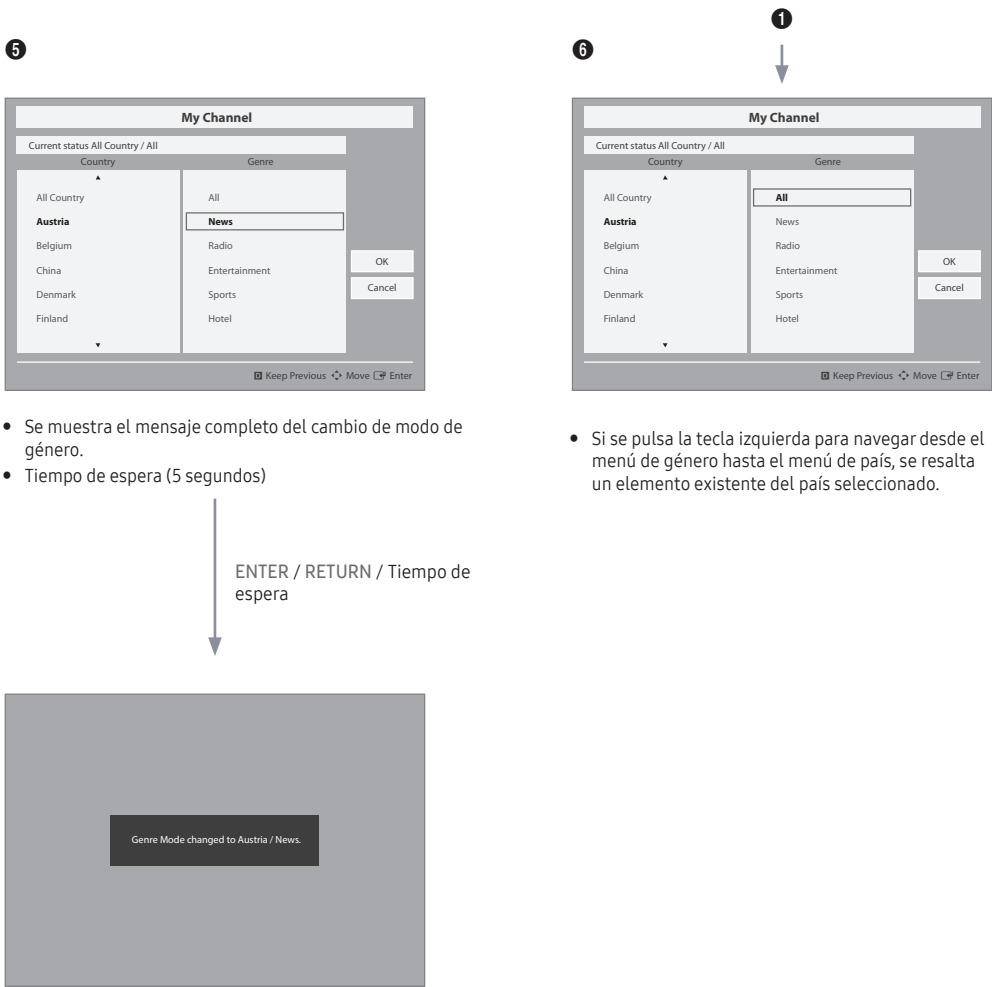 ❺
My Channel
Current status All Country / All
Country Genre
▲
All Country All
Austria News
Belgium Radio
China Entertainment
Denmark Sports
Finland Hotel
▼
OK
Cancel
D Keep Previous Move Enter
• Se muestra el mensaje completo del cambio de modo de
género.
• Tiempo de espera (5 segundos)
ENTER / RETURN / Tiempo de
espera
Genre Mode changed to Austria / News.
❶
❻
My Channel
Current status All Country / All
Country Genre
▲
All Country All
Austria News
Belgium Radio
China Entertainment
Denmark Sports
Finland Hotel
▼
OK
Cancel
D Keep Previous Move Enter
• Si se pulsa la tecla izquierda para navegar desde el
menú de género hasta el menú de país, se resalta
un elemento existente del país seleccionado.